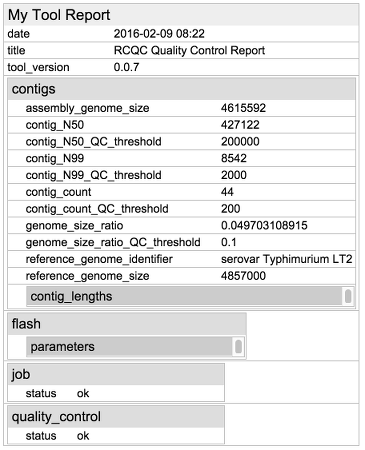 My Tool Report
date 2016-02-09 08:22
title RCQC Quality Control Report
tool_version 0.0.7
contigs
assembly_genome_size 4615592
contig_N50 427122
contig_N50_QC_threshold 200000
contig_N99 8542
contig_N99_QC_threshold 2000
contig_count 44
contig_count_QC_threshold 200
genome_size_ratio 0.049703108915
genome_size_ratio_QC_threshold 0.1
reference_genome_identifier serovar Typhimurium LT2
reference_genome_size 4857000
contig_lengths
flash
parameters
job
status ok
quality_control
status ok